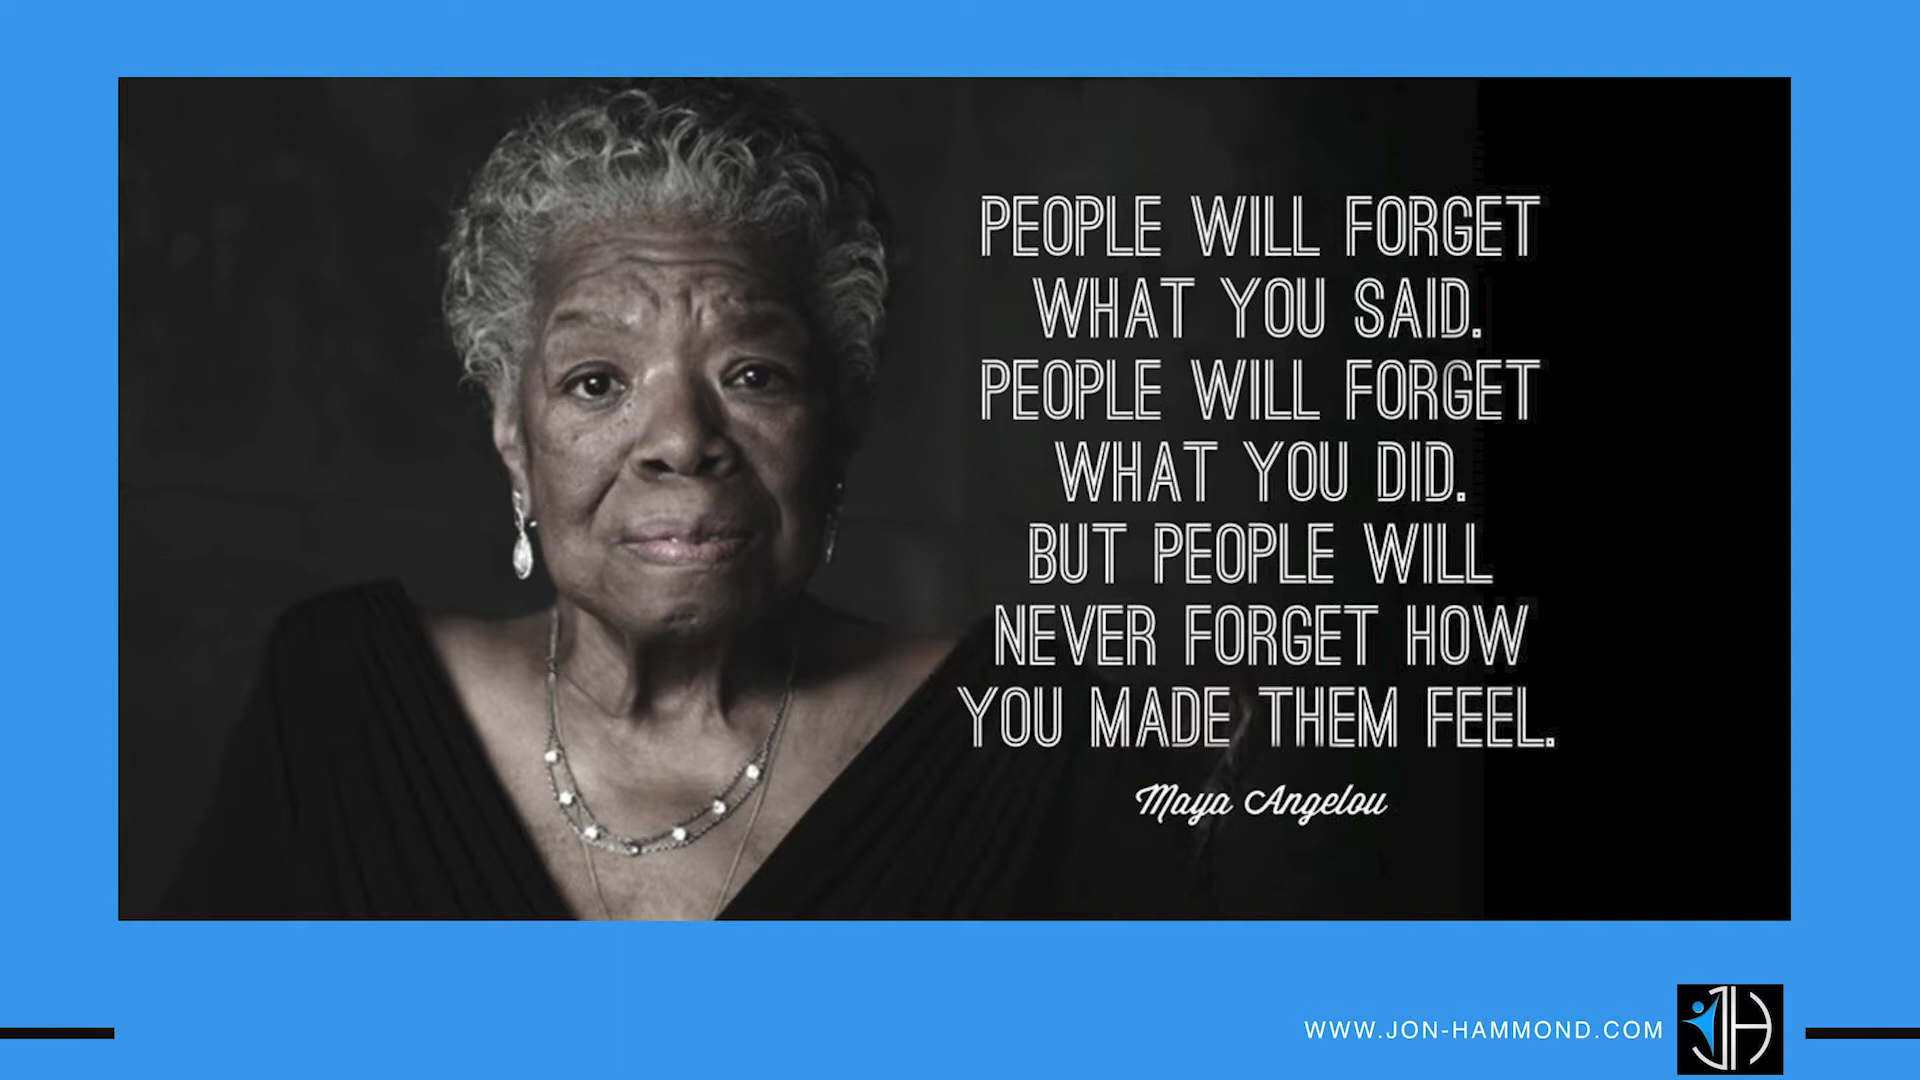 PEOPLE WILL FORGET
WHAT YOU SAID.
PEOPLE WILL FORGET
WHAT YOU DID.
BUT PEOPLE WILL
NEVER FORGET HOW
YOU MADE THEM FEEL.
Maya Angelou
WWW.JON-HAMMOND.COM
JH